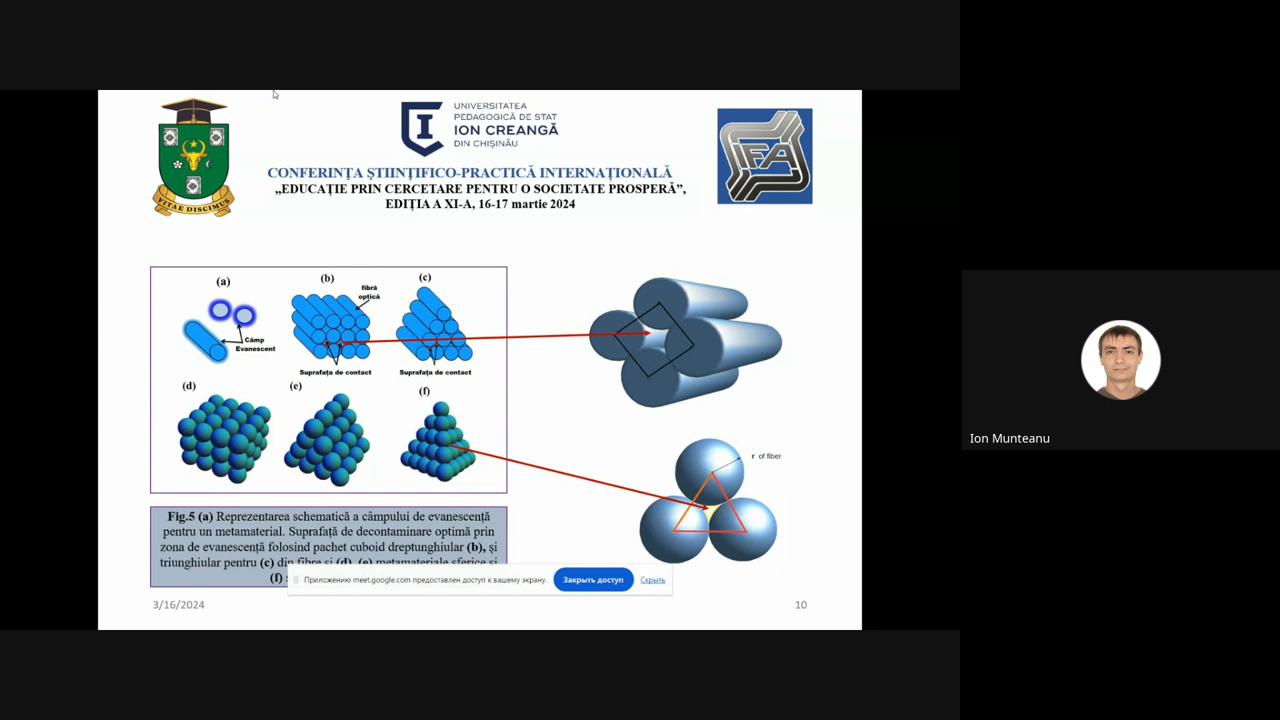 UNIVERSITATEA
PEDAGOGICĂ DE STAT
ION CREANGĂ
DIN CHIȘINĂU
IFA
VITAE DISCIMUS
CONFERINȚA ȘTIINȚIFICO-PRACTICĂ INTERNAȚIONALĂ
„EDUCAȚIE PRIN CERCETARE PENTRU O SOCIETATE PROSPERĂ”,
EDIȚIA A XI-A, 16-17 martie 2024
(a)
(b)
(c)
fibră
optică
Câmp
Evanescent
Suprafața de contact
Suprafața de contact
(d)
(e)
(f)
r of fiber
Fig.5 (a) Reprezentarea schematică a câmpului de evanescență
pentru un metamaterial. Suprafață de decontaminare optimă prin
zona de evanescență folosind pachet cuboid dreptunghiular (b), și
triunghiular pentru (c) din fibre și (d), (e) metamateriale sferice și
(f)
Приложению meet.google.com предоставлен доступ к вашему экрану.
Закрыть доступ
Скрыть
3/16/2024
10
Ion Munteanu